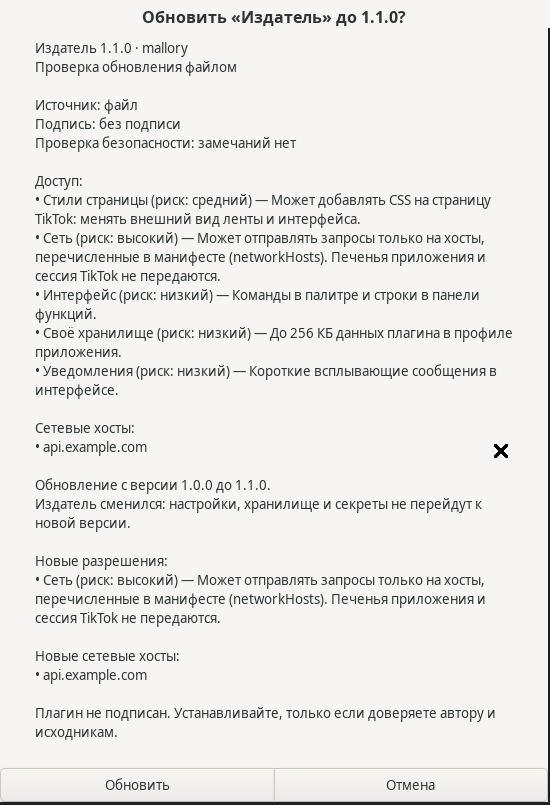 Обновить «Издатель» до 1.1.0?
Издатель 1.1.0 · mallory
Проверка обновления файлом
Источник: файл
Подпись: без подписи
Проверка безопасности: замечаний нет
Доступ:
• Стили страницы (риск: средний) — Может добавлять CSS на страницу
TikTok: менять внешний вид ленты и интерфейса.
• Сеть (риск: высокий) — Может отправлять запросы только на хосты,
перечисленные в манифесте (networkHosts). Печенья приложения и
сессия TikTok не передаются.
• Интерфейс (риск: низкий) — Команды в палитре и строки в панели
функций.
• Своё хранилище (риск: низкий) — До 256 КБ данных плагина в профиле
приложения.
• Уведомления (риск: низкий) — Короткие всплывающие сообщения в
интерфейсе.
Сетевые хосты:
• api.example.com
Обновление с версии 1.0.0 до 1.1.0.
Издатель сменился: настройки, хранилище и секреты не перейдут к
новой версии.
Новые разрешения:
• Сеть (риск: высокий) — Может отправлять запросы только на хосты,
перечисленные в манифесте (networkHosts). Печенья приложения и
сессия TikTok не передаются.
Новые сетевые хосты:
• api.example.com
Плагин не подписан. Устанавливайте, только если доверяете автору и
исходникам.
Обновить
Отмена